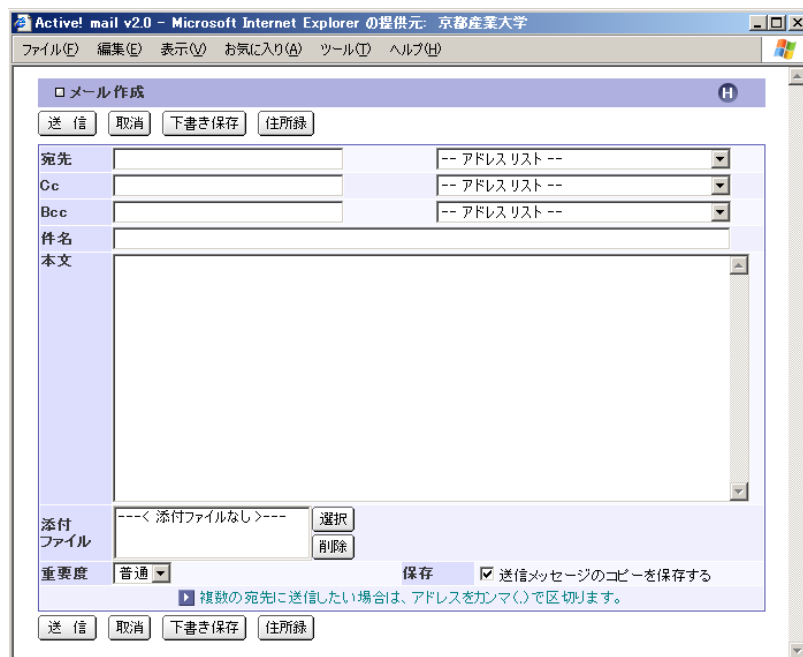 Active! mail v2.0 - Microsoft Internet Explorer の提供元: 京都産業大学
ファイル(F) 編集(E) 表示(V) お気に入り(A) ツール(T) ヘルプ(H)
メール作成 H
送 信 取消 下書き保存 住所録
宛先 -- アドレスリスト --
Cc -- アドレスリスト --
Bcc -- アドレスリスト --
件名
本文
添付 ---< 添付ファイルなし >--- 選択
ファイル 削除
重要度 普通 保存 送信メッセージのコピーを保存する
複数の宛先に送信したい場合は、アドレスをカンマ(,)で区切ります。
送 信 取消 下書き保存 住所録